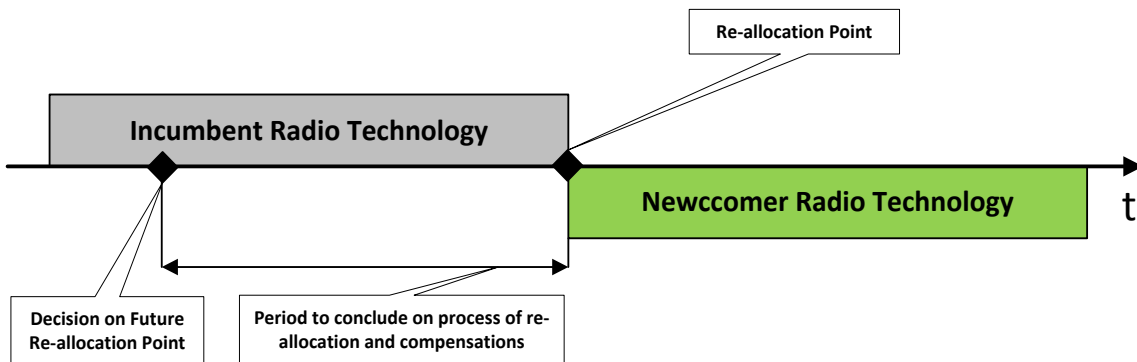 Re-allocation Point
Incumbent Radio Technology
Newccomer Radio Technology
t
Decision on Future
Re-allocation Point
Period to conclude on process of re-
allocation and compensations